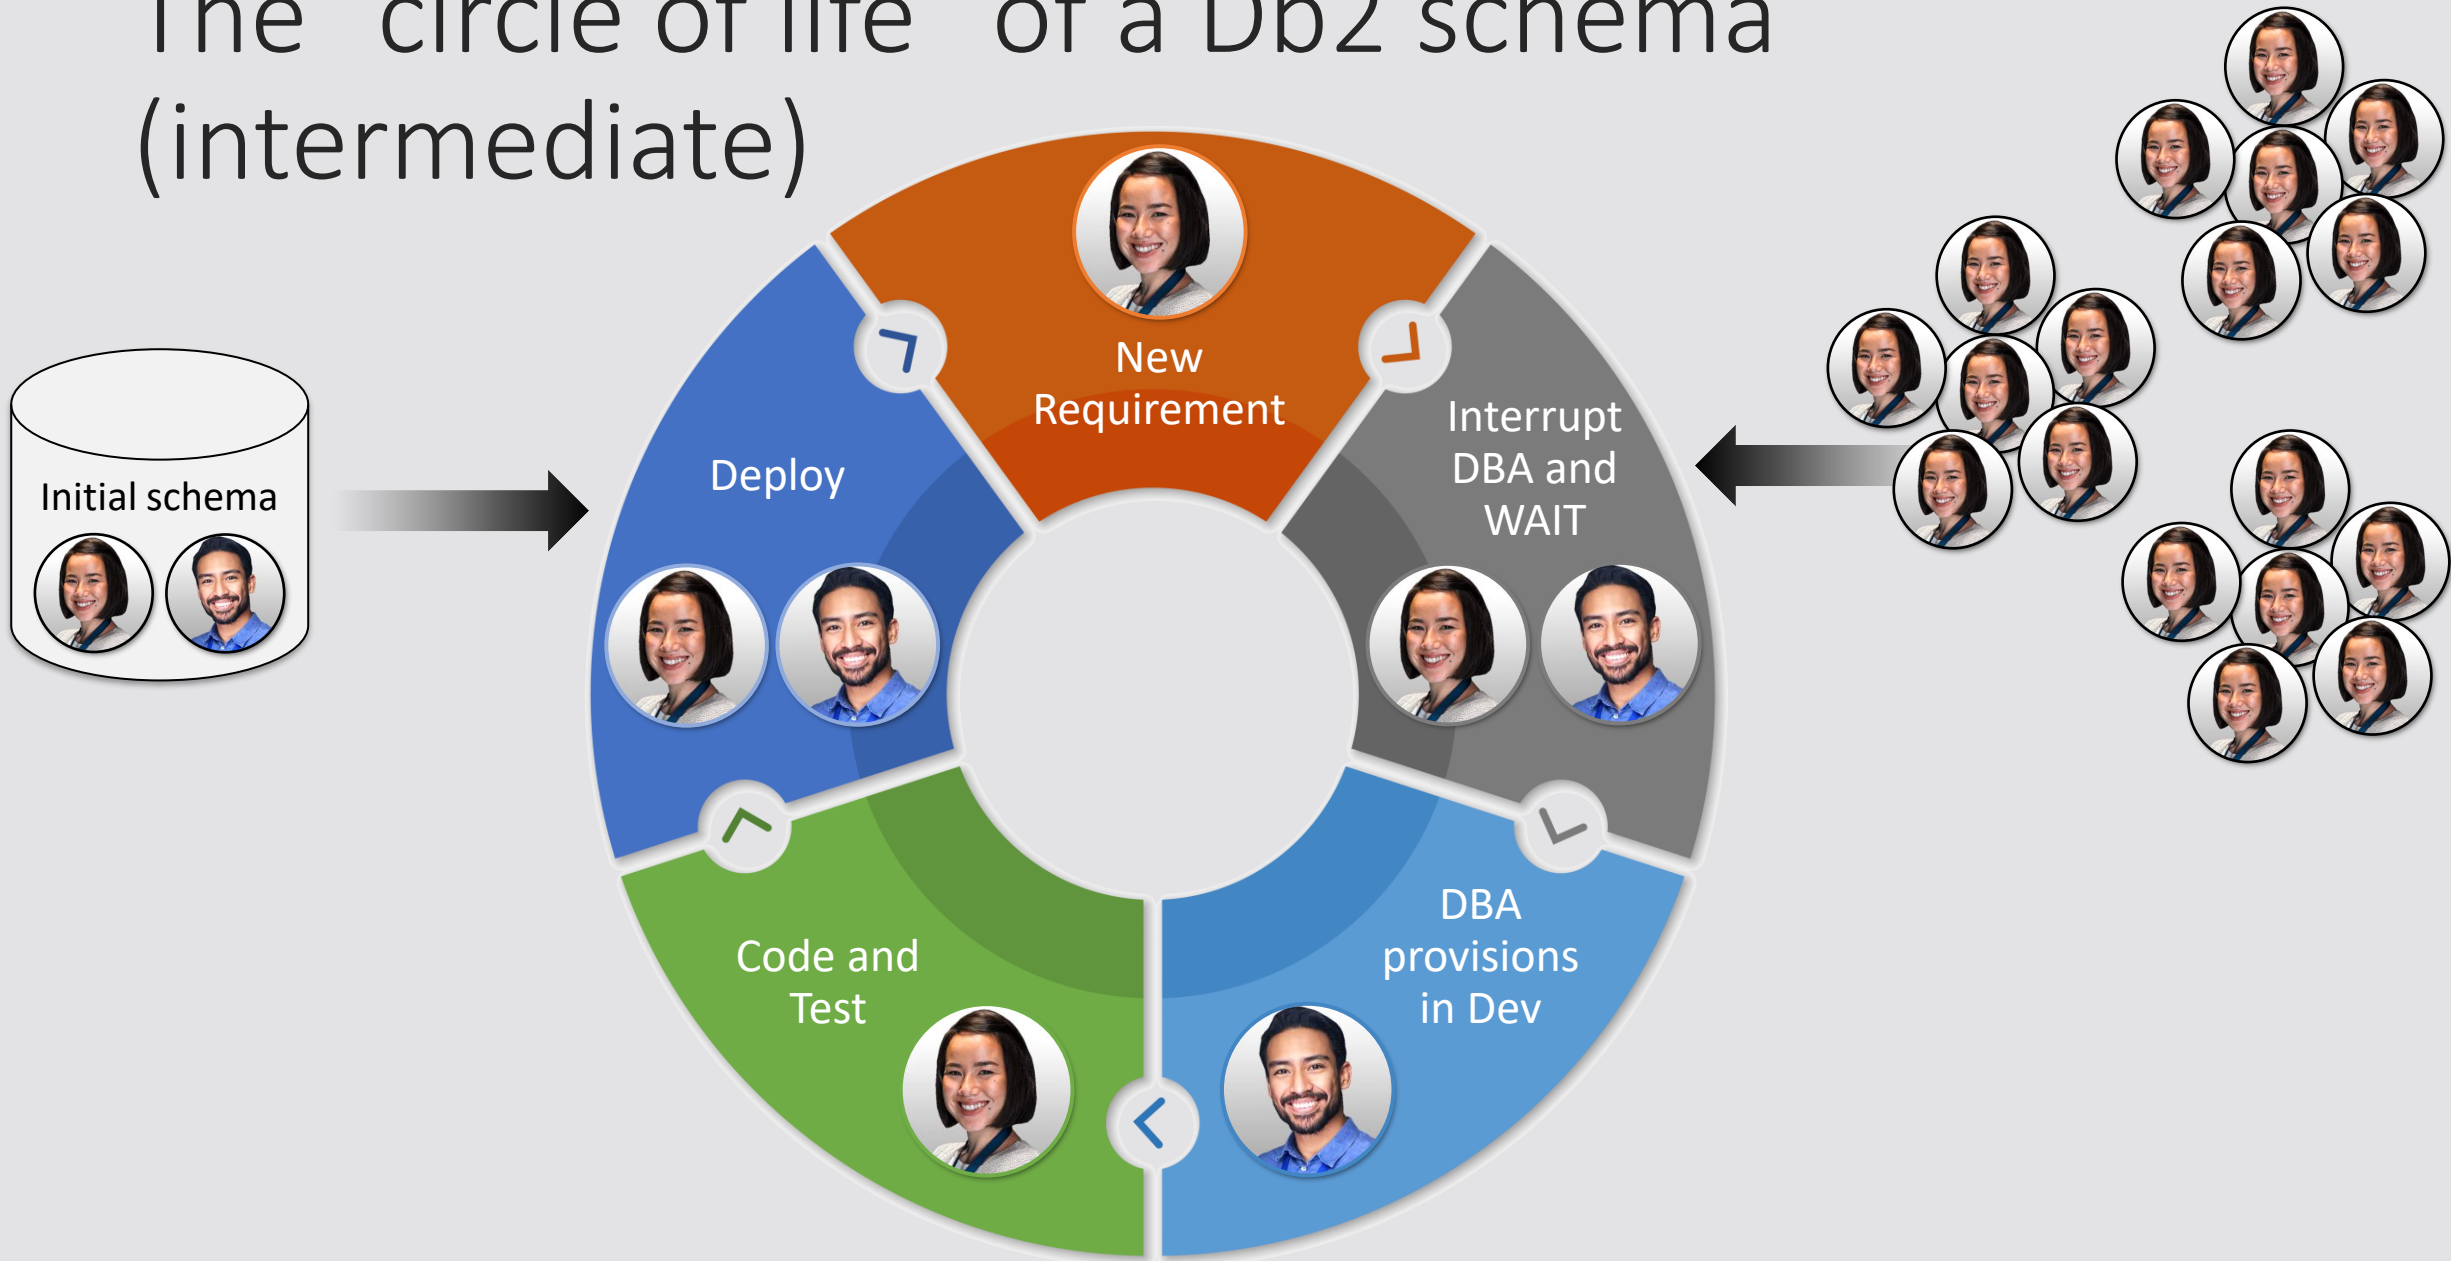 The "circle of life" of a Db2 schema
(intermediate)
New
Requirement
Interrupt
DBA and
WAIT
Deploy
Initial schema
DBA
provisions
in Dev
Code and
Test